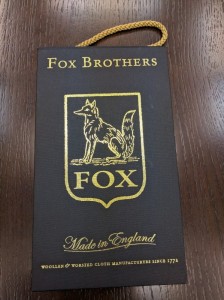 FOX BROTHERS
FOX
Made in England
WOOLLEN & WORSTED CLOTH MANUFACTURERS SINCE 1772